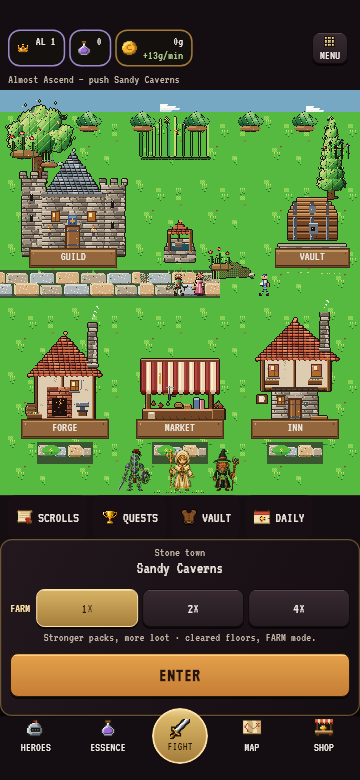 AL 1
0
0g
+13g/min
MENU
Almost Ascend – push Sandy Caverns
GUILD
VAULT
FORGE
MARKET
INN
SCROLLS
QUESTS
VAULT
DAILY
Stone town
Sandy Caverns
FARM
1X
2X
4X
Stronger packs, more loot · cleared floors, FARM mode.
ENTER
HEROES
ESSENCE
FIGHT
MAP
SHOP